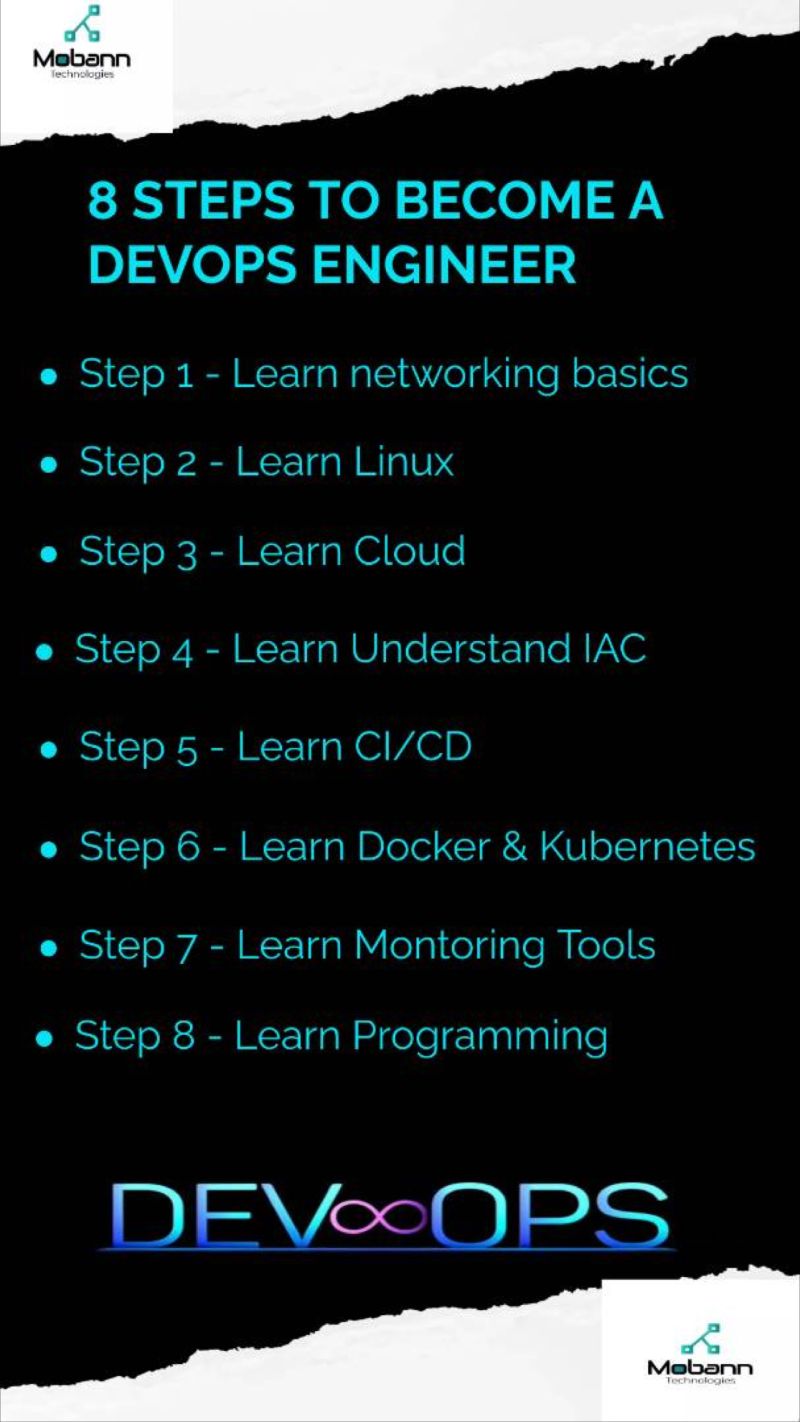 Mobann
Technologies
8 STEPS TO BECOME A
DEVOPS ENGINEER
• Step 1 - Learn networking basics
• Step 2 - Learn Linux
• Step 3 - Learn Cloud
• Step 4 - Learn Understand IAC
• Step 5 - Learn CI/CD
• Step 6 - Learn Docker & Kubernetes
• Step 7 - Learn Montoring Tools
• Step 8 - Learn Programming
DEV∞OPS
Mobann
Technologies